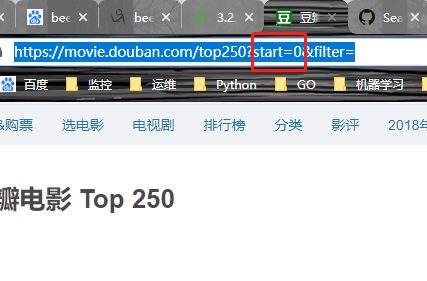 bee 3.2 豆 豆瓣 Sea
https://movie.douban.com/top250?start=0&filter=
百度 监控 运维 Python GO 机器学习
&购票 选电影 电视剧 排行榜 分类 影评 2018年
瓣电影 Top 250